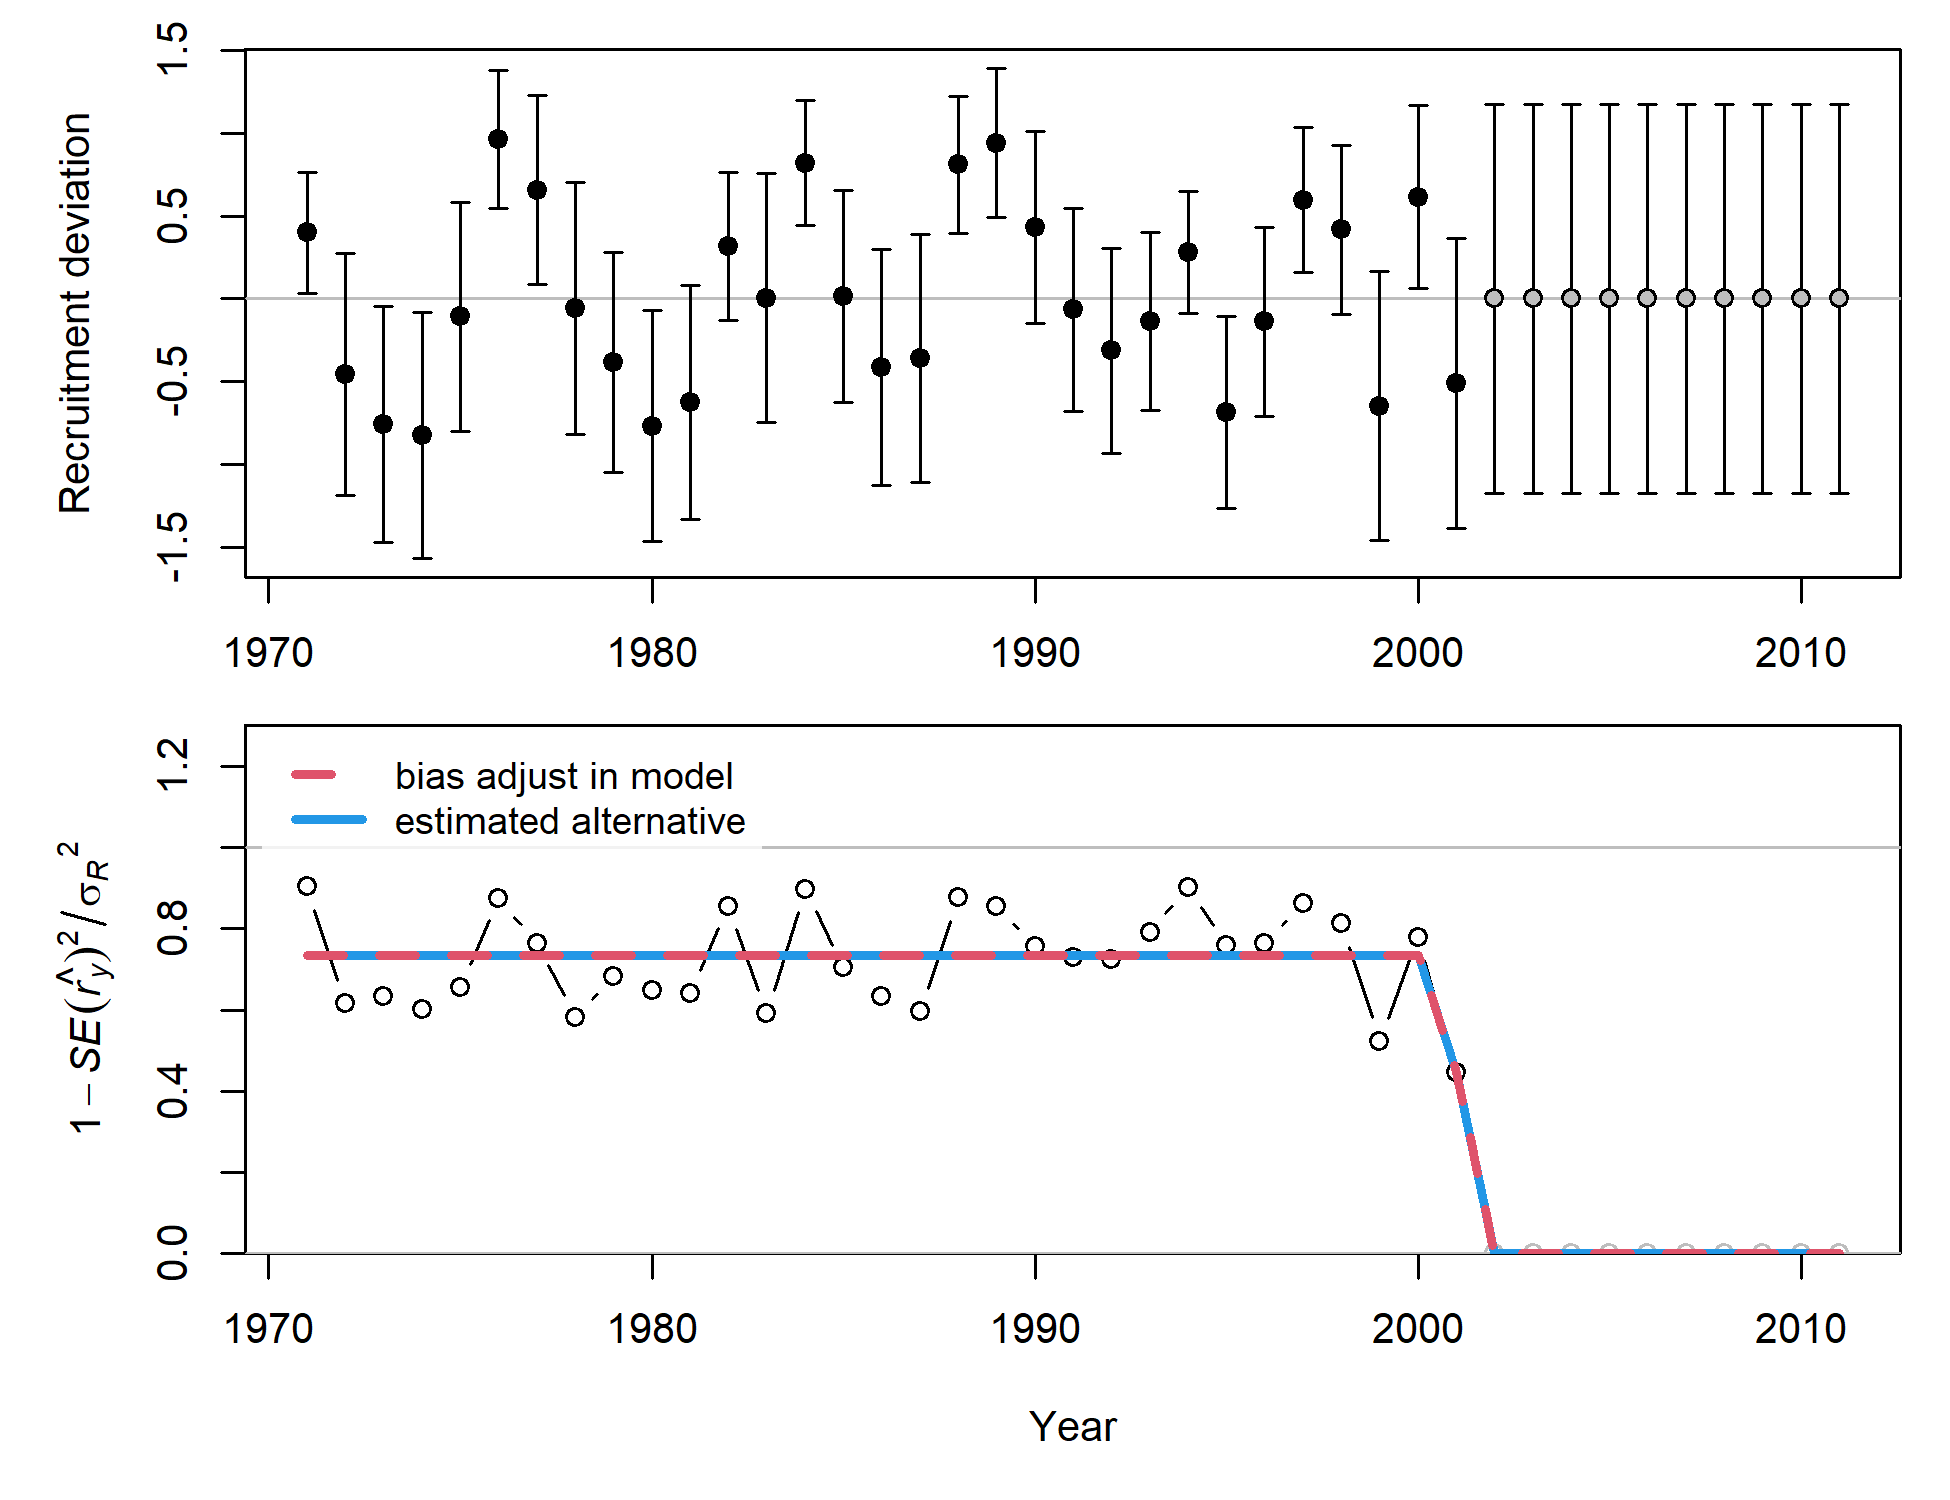 Recruitment deviation
1.5
0.5
-0.5
-1.5
1970 1980 1990 2000 2010
bias adjust in model
estimated alternative
1 − SE(r̂y)² / σR²
1.2
0.8
0.4
0.0
1970 1980 1990 2000 2010
Year